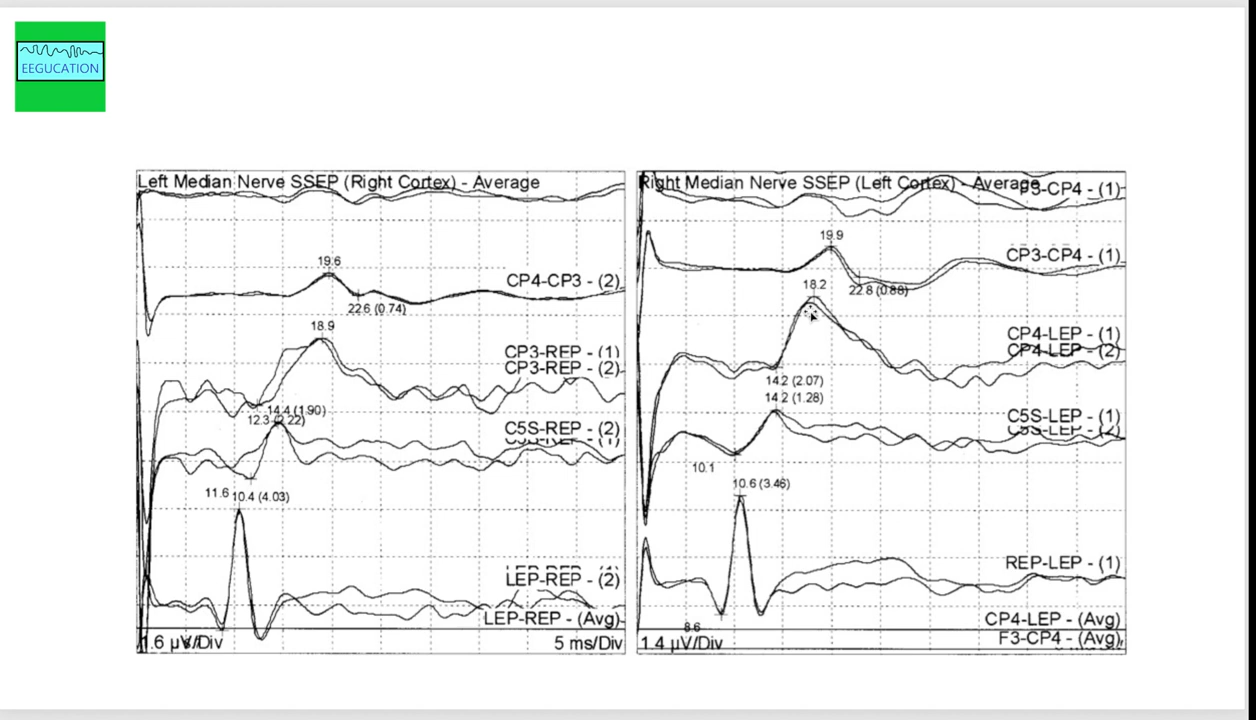 EEGUCATION
Left Median Nerve SSEP (Right Cortex) - Average
19.6
CP4-CP3 - (2)
22.6 (0.74)
18.9
CP3-REP - (1)
CP3-REP - (2)
14.4 (1.90)
12.3
C5S-REP - (2)
11.6
10.4 (4.03)
LEP-REP - (2)
LEP-REP - (Avg)
1.6 µV/Div
5 ms/Div
Right Median Nerve SSEP (Left Cortex) - Average
F3-CP4 - (1)
19.9
CP3-CP4 - (1)
22.8 (0.88)
18.2
CP4-LEP - (1)
CP4-LEP - (2)
14.2 (2.07)
14.2 (1.28)
C5S-LEP - (1)
C5S-LEP - (2)
10.1
10.6 (3.46)
REP-LEP - (1)
CP4-LEP - (Avg)
8.6
F3-CP4 - (Avg)
1.4 µV/Div